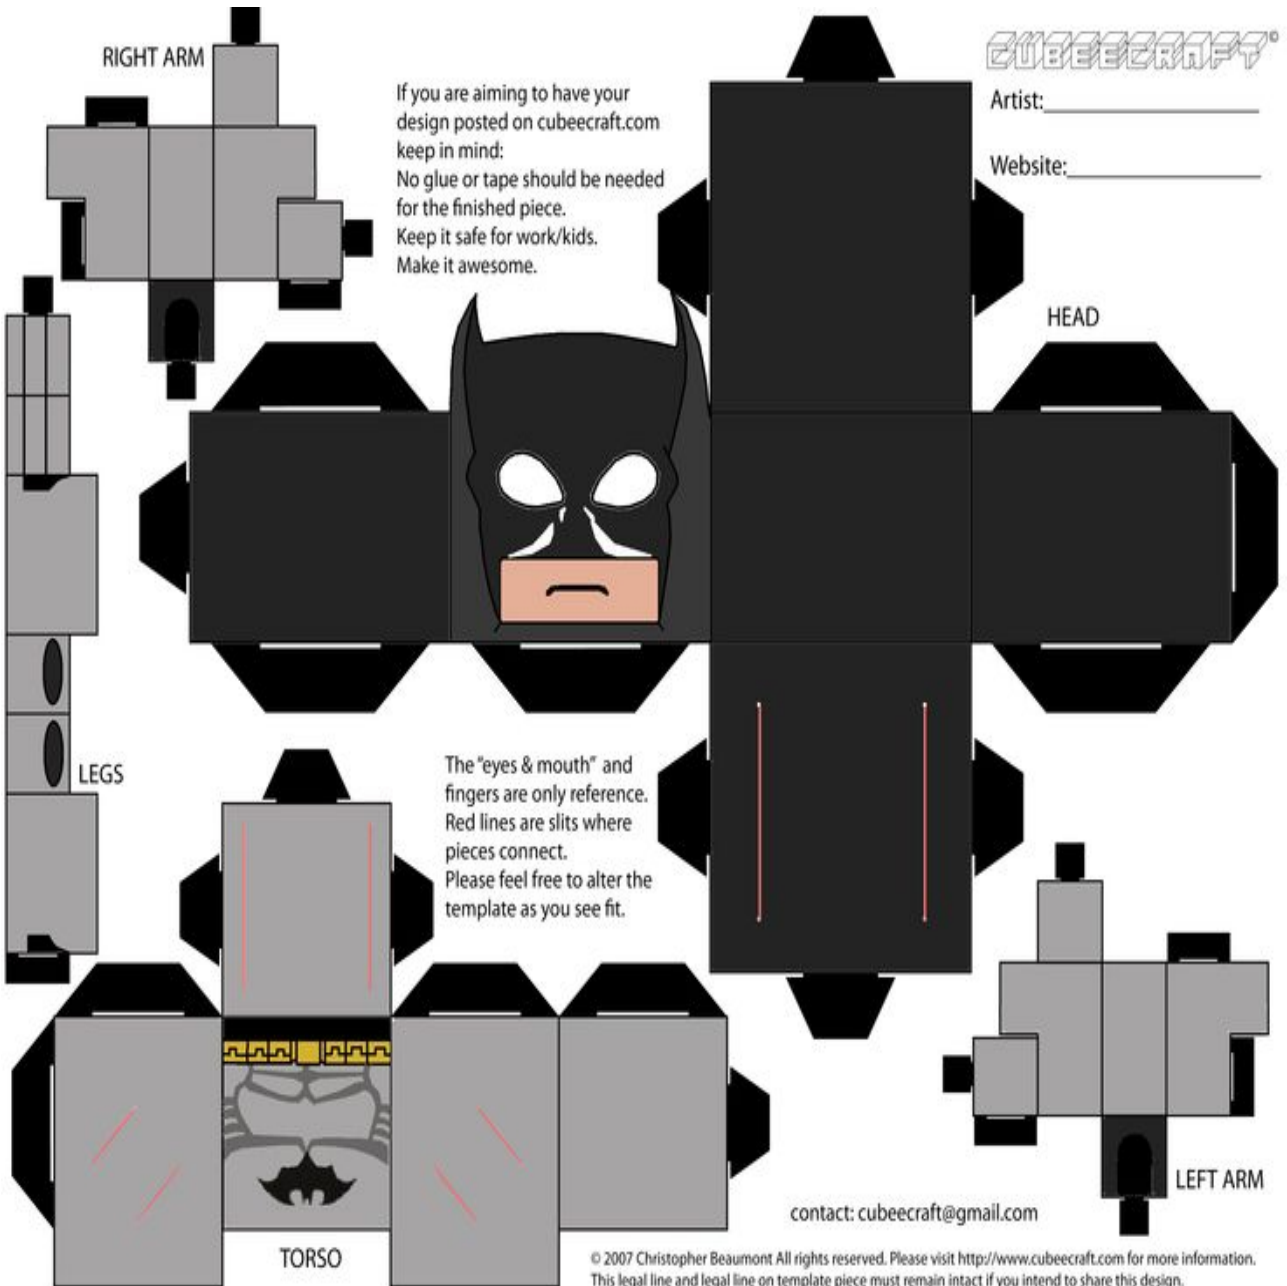 RIGHT ARM
If you are aiming to have your
design posted on cubeecraft.com
keep in mind:
No glue or tape should be needed
for the finished piece.
Keep it safe for work/kids.
Make it awesome.
CUBEECRAFT©
Artist:
Website:
HEAD
LEGS
The "eyes & mouth" and
fingers are only reference.
Red lines are slits where
pieces connect.
Please feel free to alter the
template as you see fit.
TORSO
LEFT ARM
contact: cubeecraft@gmail.com
© 2007 Christopher Beaumont All rights reserved. Please visit http://www.cubeecraft.com for more information.
This legal line and legal line on template piece must remain intact if you intend to share this design.